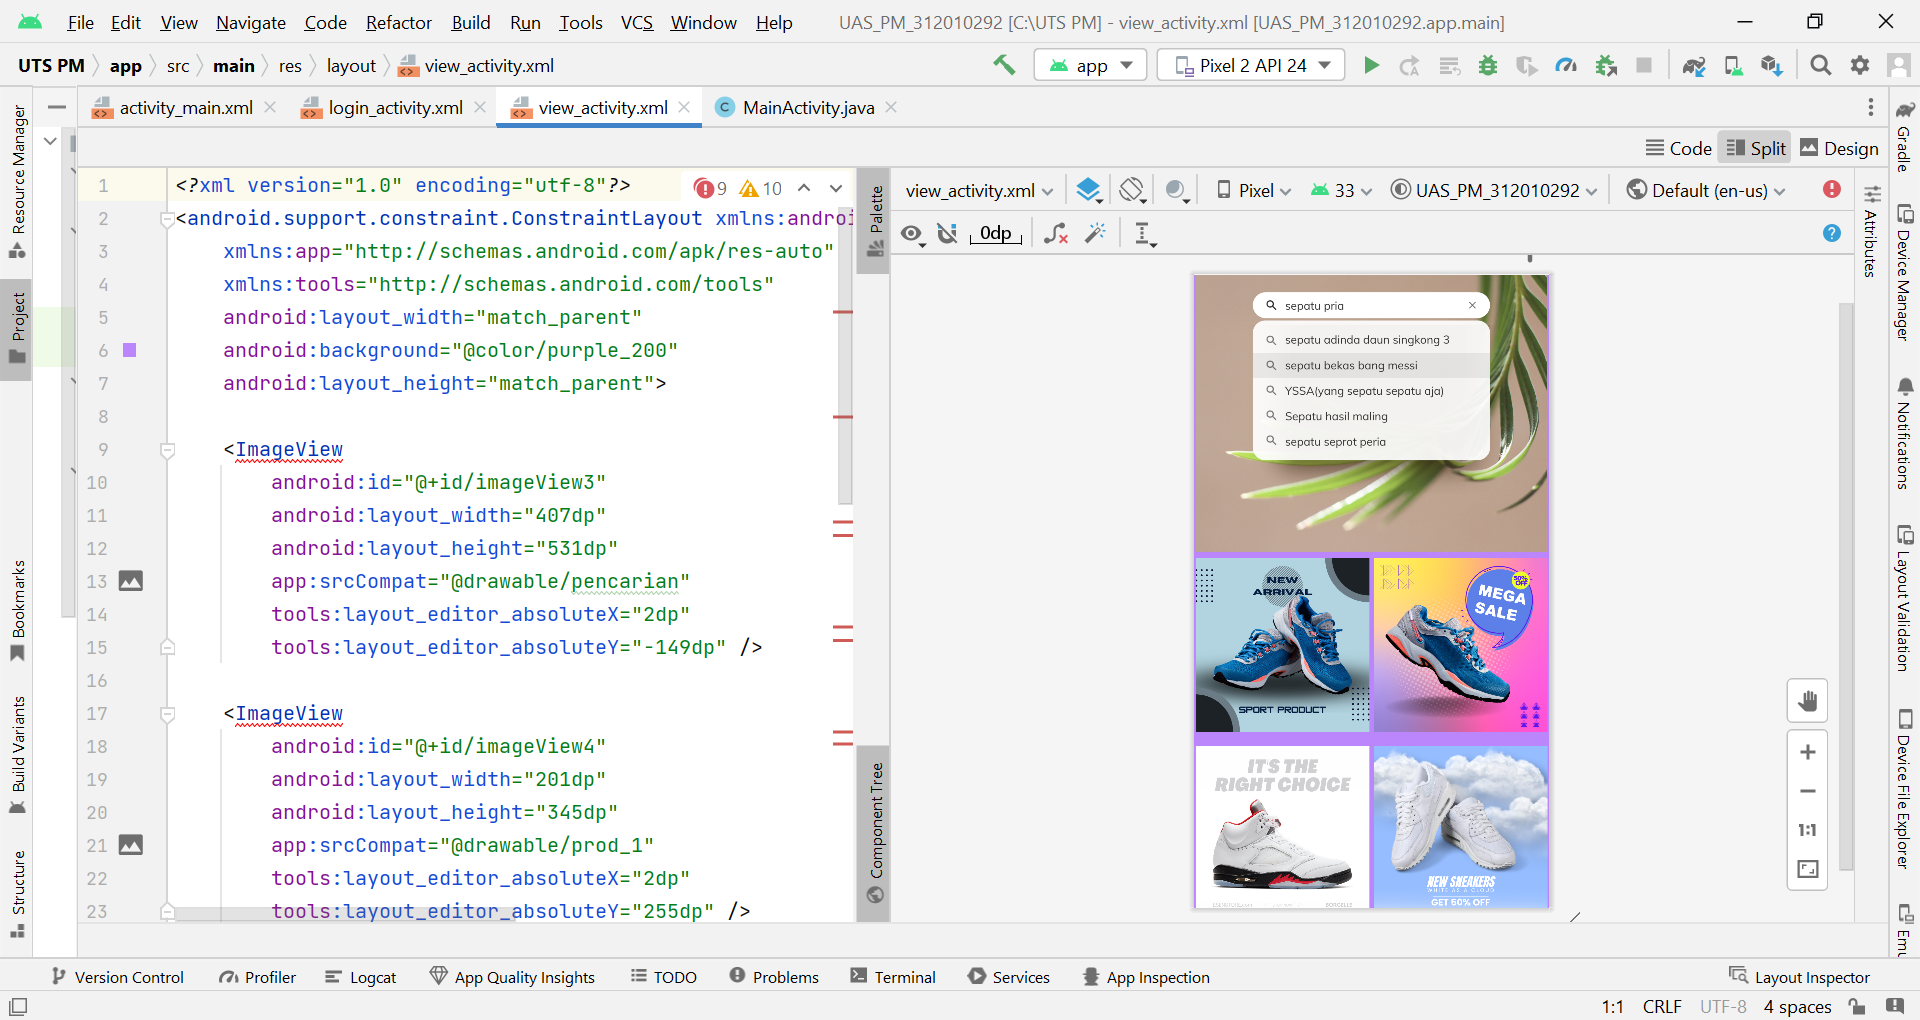 File Edit View Navigate Code Refactor Build Run Tools VCS Window Help UAS_PM_312010292 [C:\UTS PM] - view_activity.xml [UAS_PM_312010292.app.main]
UTS PM app src main res layout view_activity.xml app Pixel 2 API 24
activity_main.xml login_activity.xml view_activity.xml MainActivity.java
Code Split Design
Resource Manager
Project
Bookmarks
Build Variants
Structure
1 <?xml version="1.0" encoding="utf-8"?> 9 10
2 <android.support.constraint.ConstraintLayout xmlns:androi
3 xmlns:app="http://schemas.android.com/apk/res-auto"
4 xmlns:tools="http://schemas.android.com/tools"
5 android:layout_width="match_parent"
6 android:background="@color/purple_200"
7 android:layout_height="match_parent">
8
9 <ImageView
10 android:id="@+id/imageView3"
11 android:layout_width="407dp"
12 android:layout_height="531dp"
13 app:srcCompat="@drawable/pencarian"
14 tools:layout_editor_absoluteX="2dp"
15 tools:layout_editor_absoluteY="-149dp" />
16
17 <ImageView
18 android:id="@+id/imageView4"
19 android:layout_width="201dp"
20 android:layout_height="345dp"
21 app:srcCompat="@drawable/prod_1"
22 tools:layout_editor_absoluteX="2dp"
23 tools:layout_editor_absoluteY="255dp" />
Palette
Component Tree
view_activity.xml Pixel 33 UAS_PM_312010292 Default (en-us)
0dp
sepatu pria
sepatu adinda daun singkong 3
sepatu bekas bang messi
YSSA(yang sepatu sepatu aja)
Sepatu hasil maling
sepatu seprot peria
NEW
ARRIVAL
SPORT PRODUCT
50%
OFF
MEGA
SALE
IT'S THE
RIGHT CHOICE
BORCELLE
NEW SNEAKERS
WHITE AS A CLOUD
GET 60% OFF
1:1
Attributes
Gradle
Device Manager
Notifications
Layout Validation
Device File Explorer
Emu
Version Control Profiler Logcat App Quality Insights TODO Problems Terminal Services App Inspection Layout Inspector
1:1 CRLF UTF-8 4 spaces